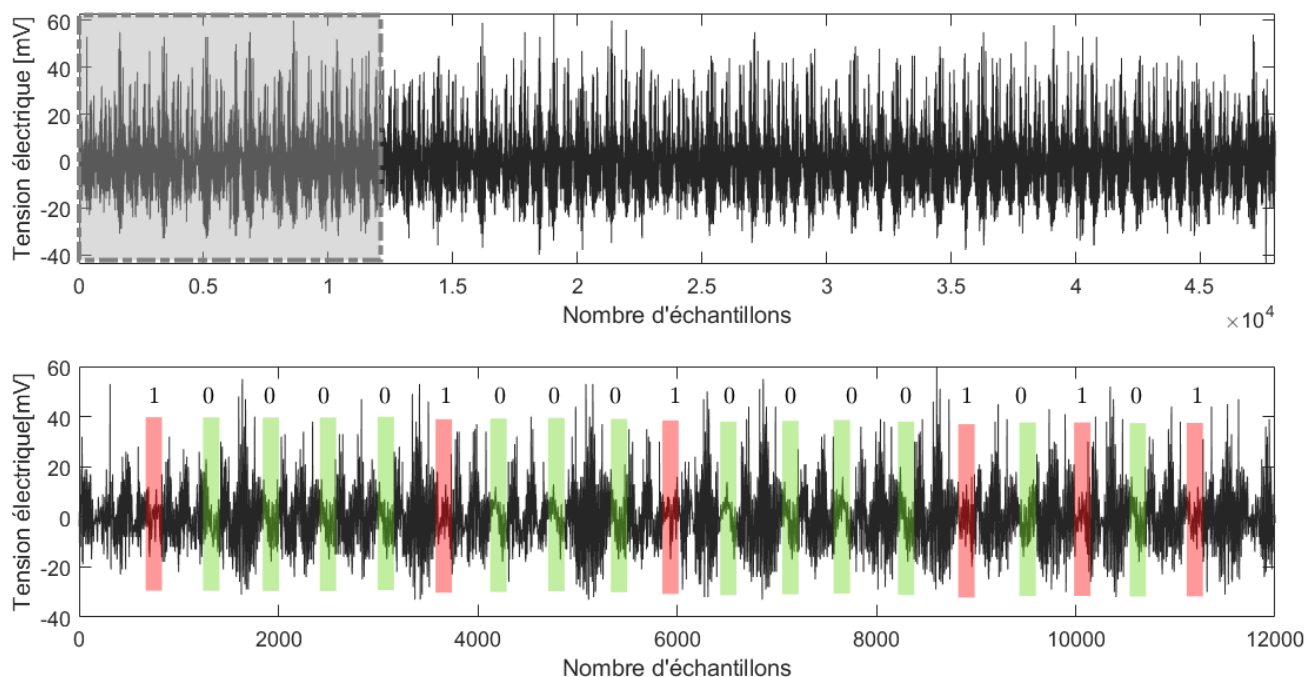 Tension électrique [mV]
60
40
20
0
-20
-40
0 0.5 1 1.5 2 2.5 3 3.5 4 4.5
Nombre d'échantillons
×10^4
Tension électrique[mV]
60
40
20
0
-20
-40
1 0 0 0 0 1 0 0 0 1 0 0 0 0 1 0 1 0 1
0 2000 4000 6000 8000 10000 12000
Nombre d'échantillons